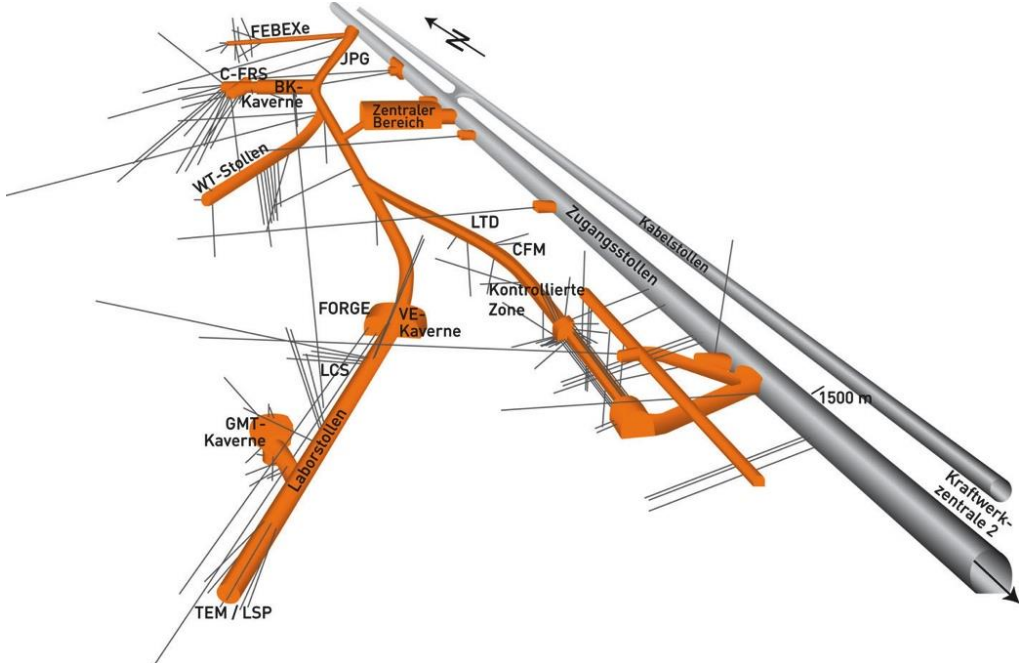 FEBEXe
N
JPG
C-FRS
BK-
Kaverne
Zentraler
Bereich
WT-Stollen
LTD
CFM
Zugangsstollen
Kabelstollen
Kontrollierte
Zone
FORGE
VE-
Kaverne
LCS
1500 m
GMT-
Kaverne
Laborstollen
Kraftwerk-
zentrale 2
TEM / LSP